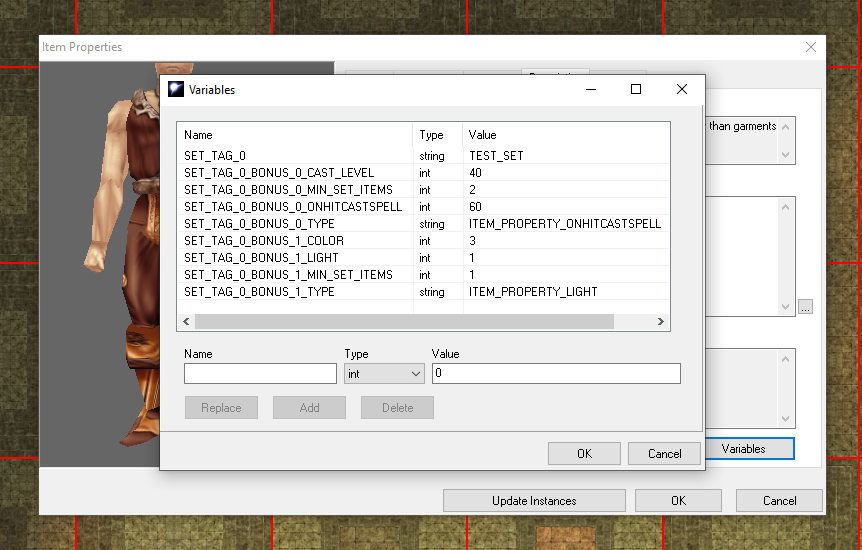 Item Properties
Variables
than garments
Name Type Value
SET_TAG_0 string TEST_SET
SET_TAG_0_BONUS_0_CAST_LEVEL int 40
SET_TAG_0_BONUS_0_MIN_SET_ITEMS int 2
SET_TAG_0_BONUS_0_ONHITCASTSPELL int 60
SET_TAG_0_BONUS_0_TYPE string ITEM_PROPERTY_ONHITCASTSPELL
SET_TAG_0_BONUS_1_COLOR int 3
SET_TAG_0_BONUS_1_LIGHT int 1
SET_TAG_0_BONUS_1_MIN_SET_ITEMS int 1
SET_TAG_0_BONUS_1_TYPE string ITEM_PROPERTY_LIGHT
...
Name Type Value
int 0
Replace Add Delete
OK Cancel Variables
Update Instances OK Cancel